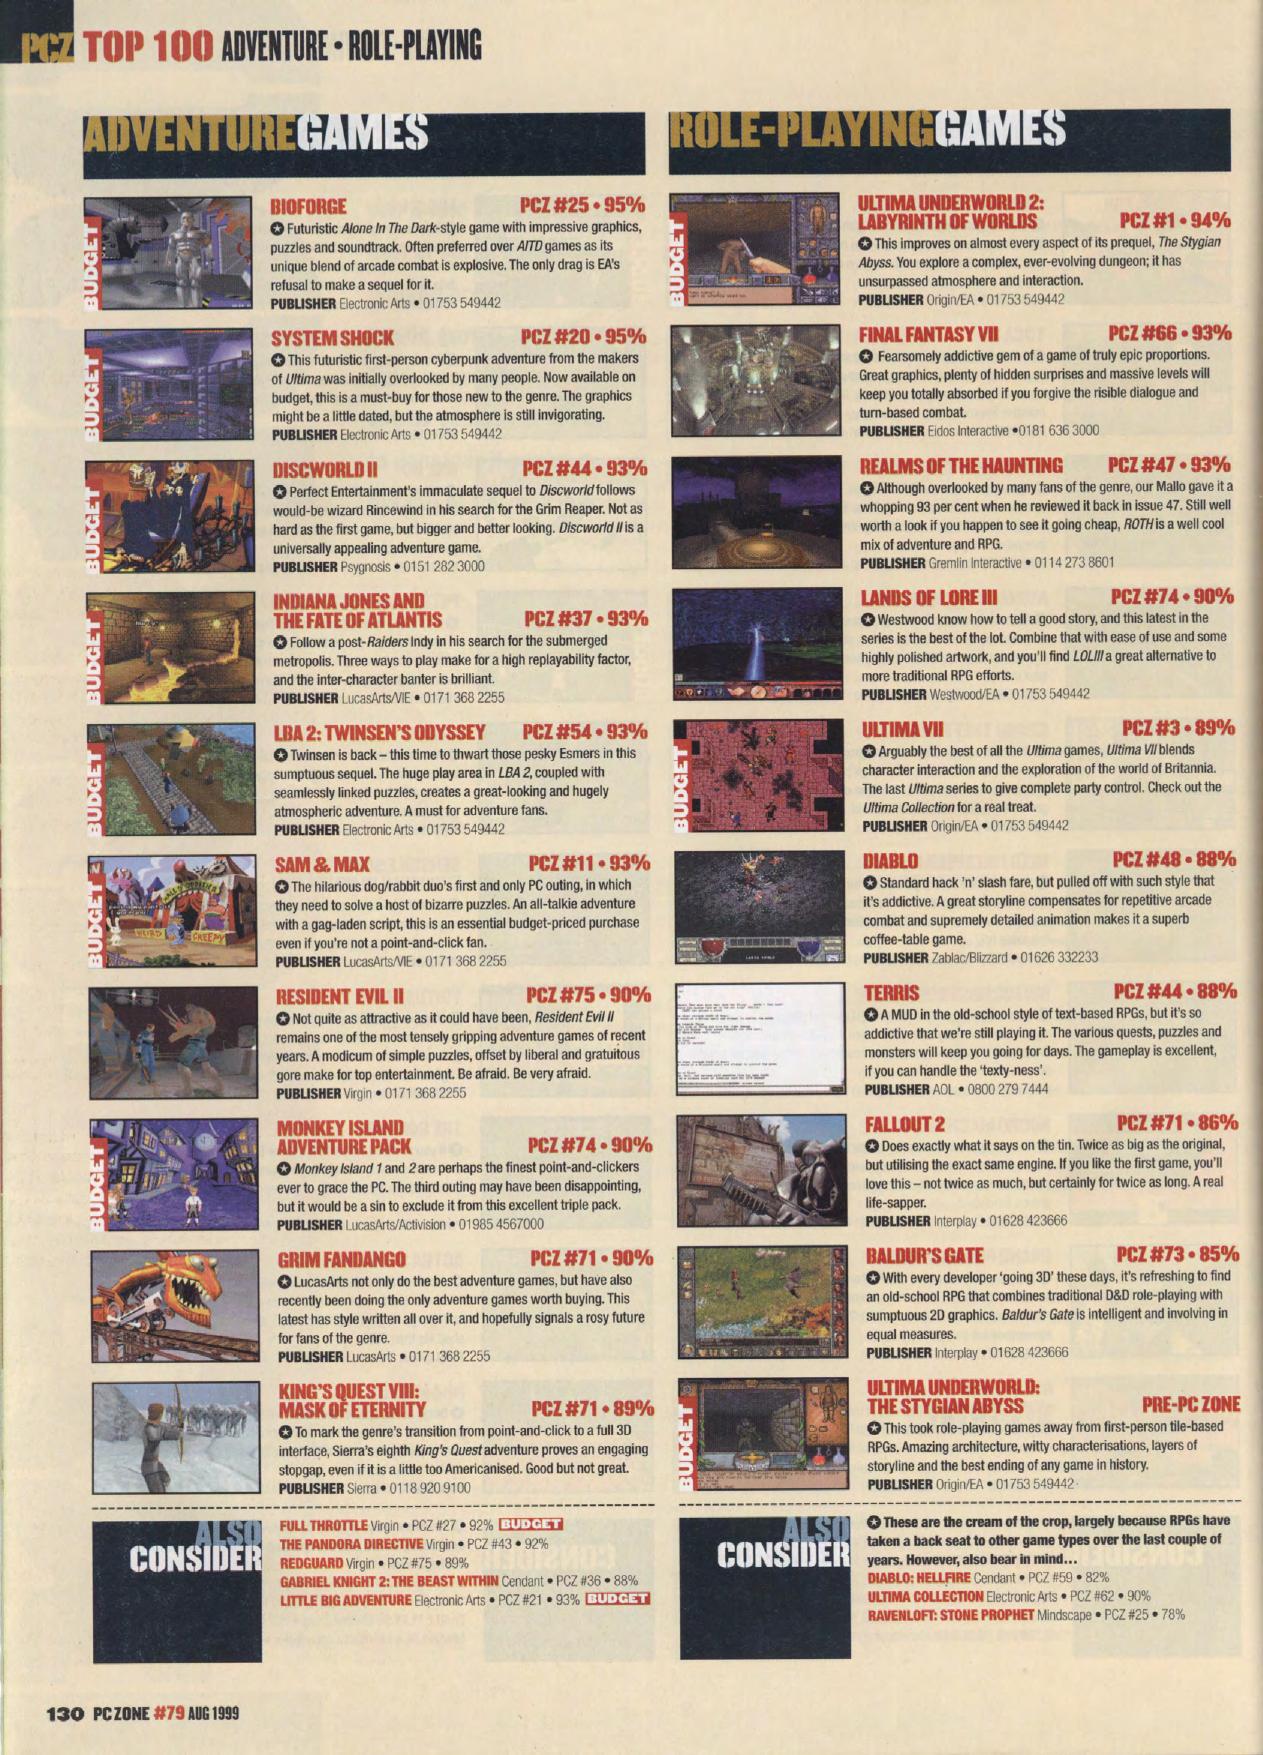 PCZ TOP 100 ADVENTURE • ROLE-PLAYING
ADVENTUREGAMES
BUDGET
BIOFORGE PCZ #25 • 95%
✪ Futuristic Alone In The Dark-style game with impressive graphics,
puzzles and soundtrack. Often preferred over AITD games as its
unique blend of arcade combat is explosive. The only drag is EA's
refusal to make a sequel for it.
PUBLISHER Electronic Arts • 01753 549442
BUDGET
SYSTEM SHOCK PCZ #20 • 95%
✪ This futuristic first-person cyberpunk adventure from the makers
of Ultima was initially overlooked by many people. Now available on
budget, this is a must-buy for those new to the genre. The graphics
might be a little dated, but the atmosphere is still invigorating.
PUBLISHER Electronic Arts • 01753 549442
BUDGET
DISCWORLD II PCZ #44 • 93%
✪ Perfect Entertainment's immaculate sequel to Discworld follows
would-be wizard Rincewind in his search for the Grim Reaper. Not as
hard as the first game, but bigger and better looking. Discworld II is a
universally appealing adventure game.
PUBLISHER Psygnosis • 0151 282 3000
BUDGET
INDIANA JONES AND
THE FATE OF ATLANTIS PCZ #37 • 93%
✪ Follow a post-Raiders Indy in his search for the submerged
metropolis. Three ways to play make for a high replayability factor,
and the inter-character banter is brilliant.
PUBLISHER LucasArts/VIE • 0171 368 2255
BUDGET
LBA 2: TWINSEN'S ODYSSEY PCZ #54 • 93%
✪ Twinsen is back – this time to thwart those pesky Esmers in this
sumptuous sequel. The huge play area in LBA 2, coupled with
seamlessly linked puzzles, creates a great-looking and hugely
atmospheric adventure. A must for adventure fans.
PUBLISHER Electronic Arts • 01753 549442
BUDGET
SAM & MAX PCZ #11 • 93%
✪ The hilarious dog/rabbit duo's first and only PC outing, in which
they need to solve a host of bizarre puzzles. An all-talkie adventure
with a gag-laden script, this is an essential budget-priced purchase
even if you're not a point-and-click fan.
PUBLISHER LucasArts/VIE • 0171 368 2255
RESIDENT EVIL II PCZ #75 • 90%
✪ Not quite as attractive as it could have been, Resident Evil II
remains one of the most tensely gripping adventure games of recent
years. A modicum of simple puzzles, offset by liberal and gratuitous
gore make for top entertainment. Be afraid. Be very afraid.
PUBLISHER Virgin • 0171 368 2255
BUDGET
MONKEY ISLAND
ADVENTURE PACK PCZ #74 • 90%
✪ Monkey Island 1 and 2 are perhaps the finest point-and-clickers
ever to grace the PC. The third outing may have been disappointing,
but it would be a sin to exclude it from this excellent triple pack.
PUBLISHER LucasArts/Activision • 01985 4567000
GRIM FANDANGO PCZ #71 • 90%
✪ LucasArts not only do the best adventure games, but have also
recently been doing the only adventure games worth buying. This
latest has style written all over it, and hopefully signals a rosy future
for fans of the genre.
PUBLISHER LucasArts • 0171 368 2255
KING'S QUEST VIII:
MASK OF ETERNITY PCZ #71 • 89%
✪ To mark the genre's transition from point-and-click to a full 3D
interface, Sierra's eighth King's Quest adventure proves an engaging
stopgap, even if it is a little too Americanised. Good but not great.
PUBLISHER Sierra • 0118 920 9100
ALSO
CONSIDER
FULL THROTTLE Virgin • PCZ #27 • 92% BUDGET
THE PANDORA DIRECTIVE Virgin • PCZ #43 • 92%
REDGUARD Virgin • PCZ #75 • 89%
GABRIEL KNIGHT 2: THE BEAST WITHIN Cendant • PCZ #36 • 88%
LITTLE BIG ADVENTURE Electronic Arts • PCZ #21 • 93% BUDGET
ROLE-PLAYINGGAMES
BUDGET
ULTIMA UNDERWORLD 2:
LABYRINTH OF WORLDS PCZ #1 • 94%
✪ This improves on almost every aspect of its prequel, The Stygian
Abyss. You explore a complex, ever-evolving dungeon; it has
unsurpassed atmosphere and interaction.
PUBLISHER Origin/EA • 01753 549442
FINAL FANTASY VII PCZ #66 • 93%
✪ Fearsomely addictive gem of a game of truly epic proportions.
Great graphics, plenty of hidden surprises and massive levels will
keep you totally absorbed if you forgive the risible dialogue and
turn-based combat.
PUBLISHER Eidos Interactive •0181 636 3000
REALMS OF THE HAUNTING PCZ #47 • 93%
✪ Although overlooked by many fans of the genre, our Mallo gave it a
whopping 93 per cent when he reviewed it back in issue 47. Still well
worth a look if you happen to see it going cheap, ROTH is a well cool
mix of adventure and RPG.
PUBLISHER Gremlin Interactive • 0114 273 8601
LANDS OF LORE III PCZ #74 • 90%
✪ Westwood know how to tell a good story, and this latest in the
series is the best of the lot. Combine that with ease of use and some
highly polished artwork, and you'll find LOLIII a great alternative to
more traditional RPG efforts.
PUBLISHER Westwood/EA • 01753 549442
BUDGET
ULTIMA VII PCZ #3 • 89%
✪ Arguably the best of all the Ultima games, Ultima VII blends
character interaction and the exploration of the world of Britannia.
The last Ultima series to give complete party control. Check out the
Ultima Collection for a real treat.
PUBLISHER Origin/EA • 01753 549442
DIABLO PCZ #48 • 88%
✪ Standard hack 'n' slash fare, but pulled off with such style that
it's addictive. A great storyline compensates for repetitive arcade
combat and supremely detailed animation makes it a superb
coffee-table game.
PUBLISHER Zablac/Blizzard • 01626 332233
TERRIS PCZ #44 • 88%
✪ A MUD in the old-school style of text-based RPGs, but it's so
addictive that we're still playing it. The various quests, puzzles and
monsters will keep you going for days. The gameplay is excellent,
if you can handle the 'texty-ness'.
PUBLISHER AOL • 0800 279 7444
FALLOUT 2 PCZ #71 • 86%
✪ Does exactly what it says on the tin. Twice as big as the original,
but utilising the exact same engine. If you like the first game, you'll
love this – not twice as much, but certainly for twice as long. A real
life-sapper.
PUBLISHER Interplay • 01628 423666
BALDUR'S GATE PCZ #73 • 85%
✪ With every developer 'going 3D' these days, it's refreshing to find
an old-school RPG that combines traditional D&D role-playing with
sumptuous 2D graphics. Baldur's Gate is intelligent and involving in
equal measures.
PUBLISHER Interplay • 01628 423666
BUDGET
ULTIMA UNDERWORLD:
THE STYGIAN ABYSS PRE-PC ZONE
✪ This took role-playing games away from first-person tile-based
RPGs. Amazing architecture, witty characterisations, layers of
storyline and the best ending of any game in history.
PUBLISHER Origin/EA • 01753 549442
ALSO
CONSIDER
✪ These are the cream of the crop, largely because RPGs have
taken a back seat to other game types over the last couple of
years. However, also bear in mind...
DIABLO: HELLFIRE Cendant • PCZ #59 • 82%
ULTIMA COLLECTION Electronic Arts • PCZ #62 • 90%
RAVENLOFT: STONE PROPHET Mindscape • PCZ #25 • 78%
130 PC ZONE #79 AUG 1999